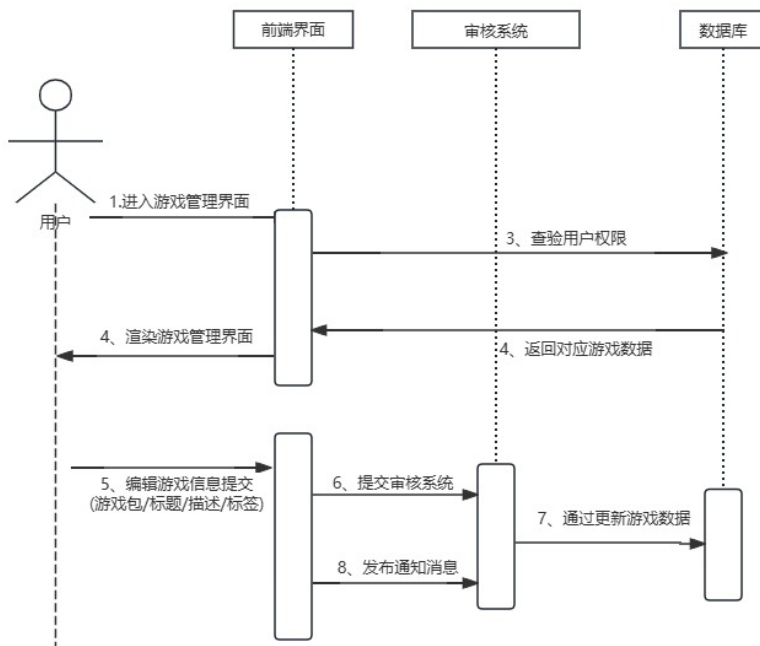 前端界面
审核系统
数据库
用户
1.进入游戏管理界面
3、查验用户权限
4、渲染游戏管理界面
4、返回对应游戏数据
5、编辑游戏信息提交
(游戏包/标题/描述/标签)
6、提交审核系统
7、通过更新游戏数据
8、发布通知消息